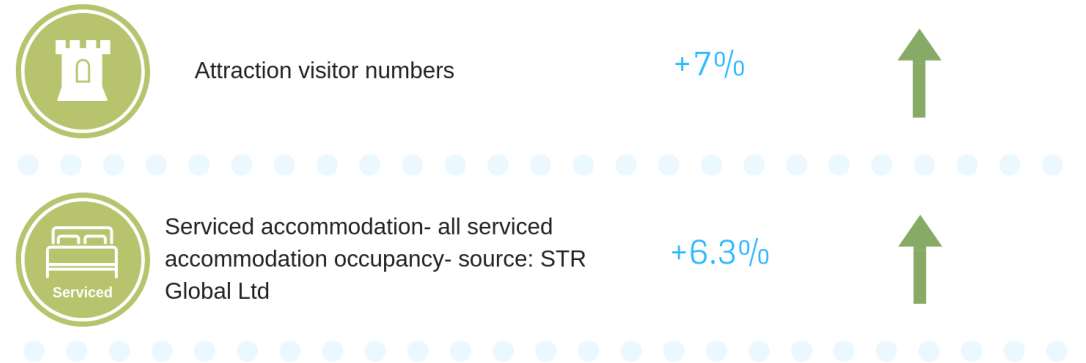 Attraction visitor numbers
+7%
Serviced accommodation- all serviced
accommodation occupancy- source: STR
Global Ltd
+6.3%
Serviced